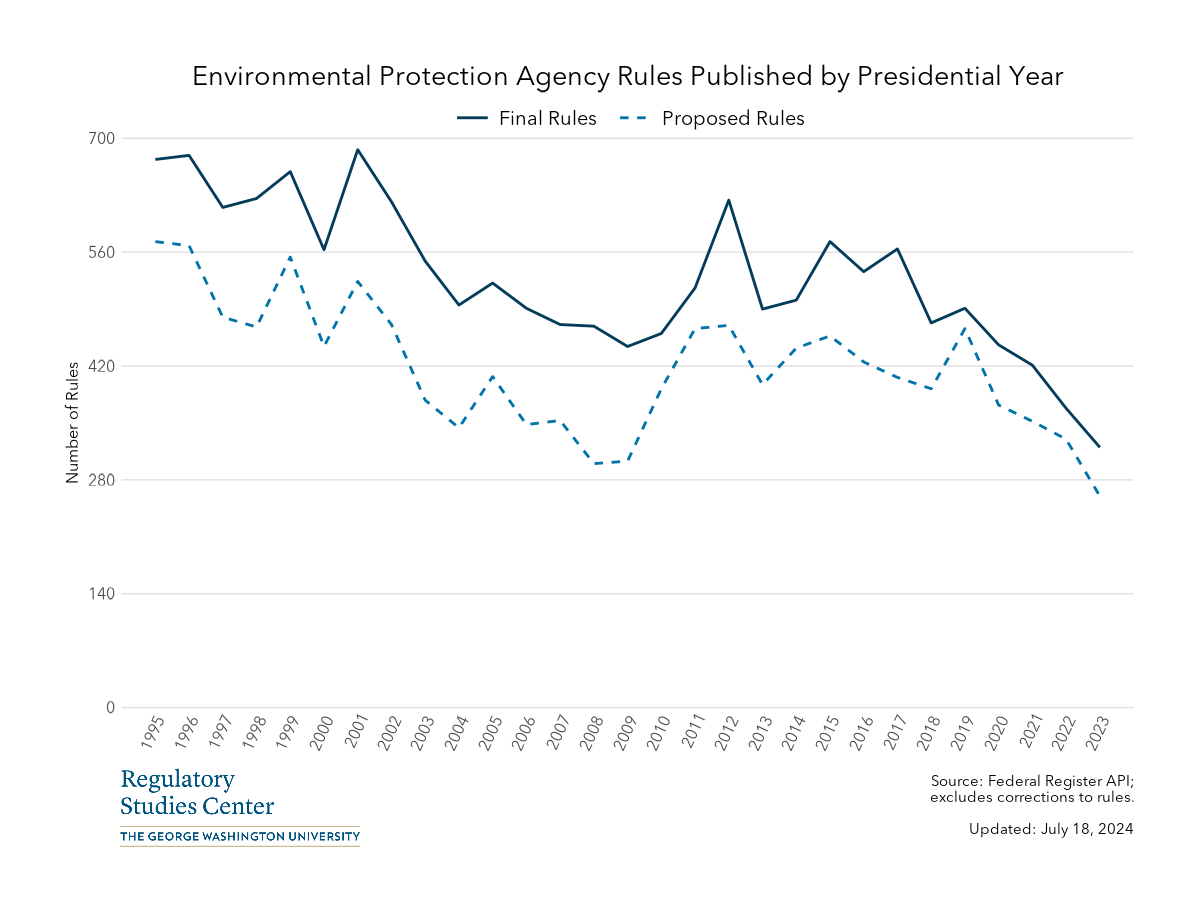 Environmental Protection Agency Rules Published by Presidential Year
Final Rules Proposed Rules
700
560
420
280
140
0
Number of Rules
1995 1996 1997 1998 1999 2000 2001 2002 2003 2004 2005 2006 2007 2008 2009 2010 2011 2012 2013 2014 2015 2016 2017 2018 2019 2020 2021 2022 2023
Regulatory
Studies Center
THE GEORGE WASHINGTON UNIVERSITY
Source: Federal Register API;
excludes corrections to rules.
Updated: July 18, 2024